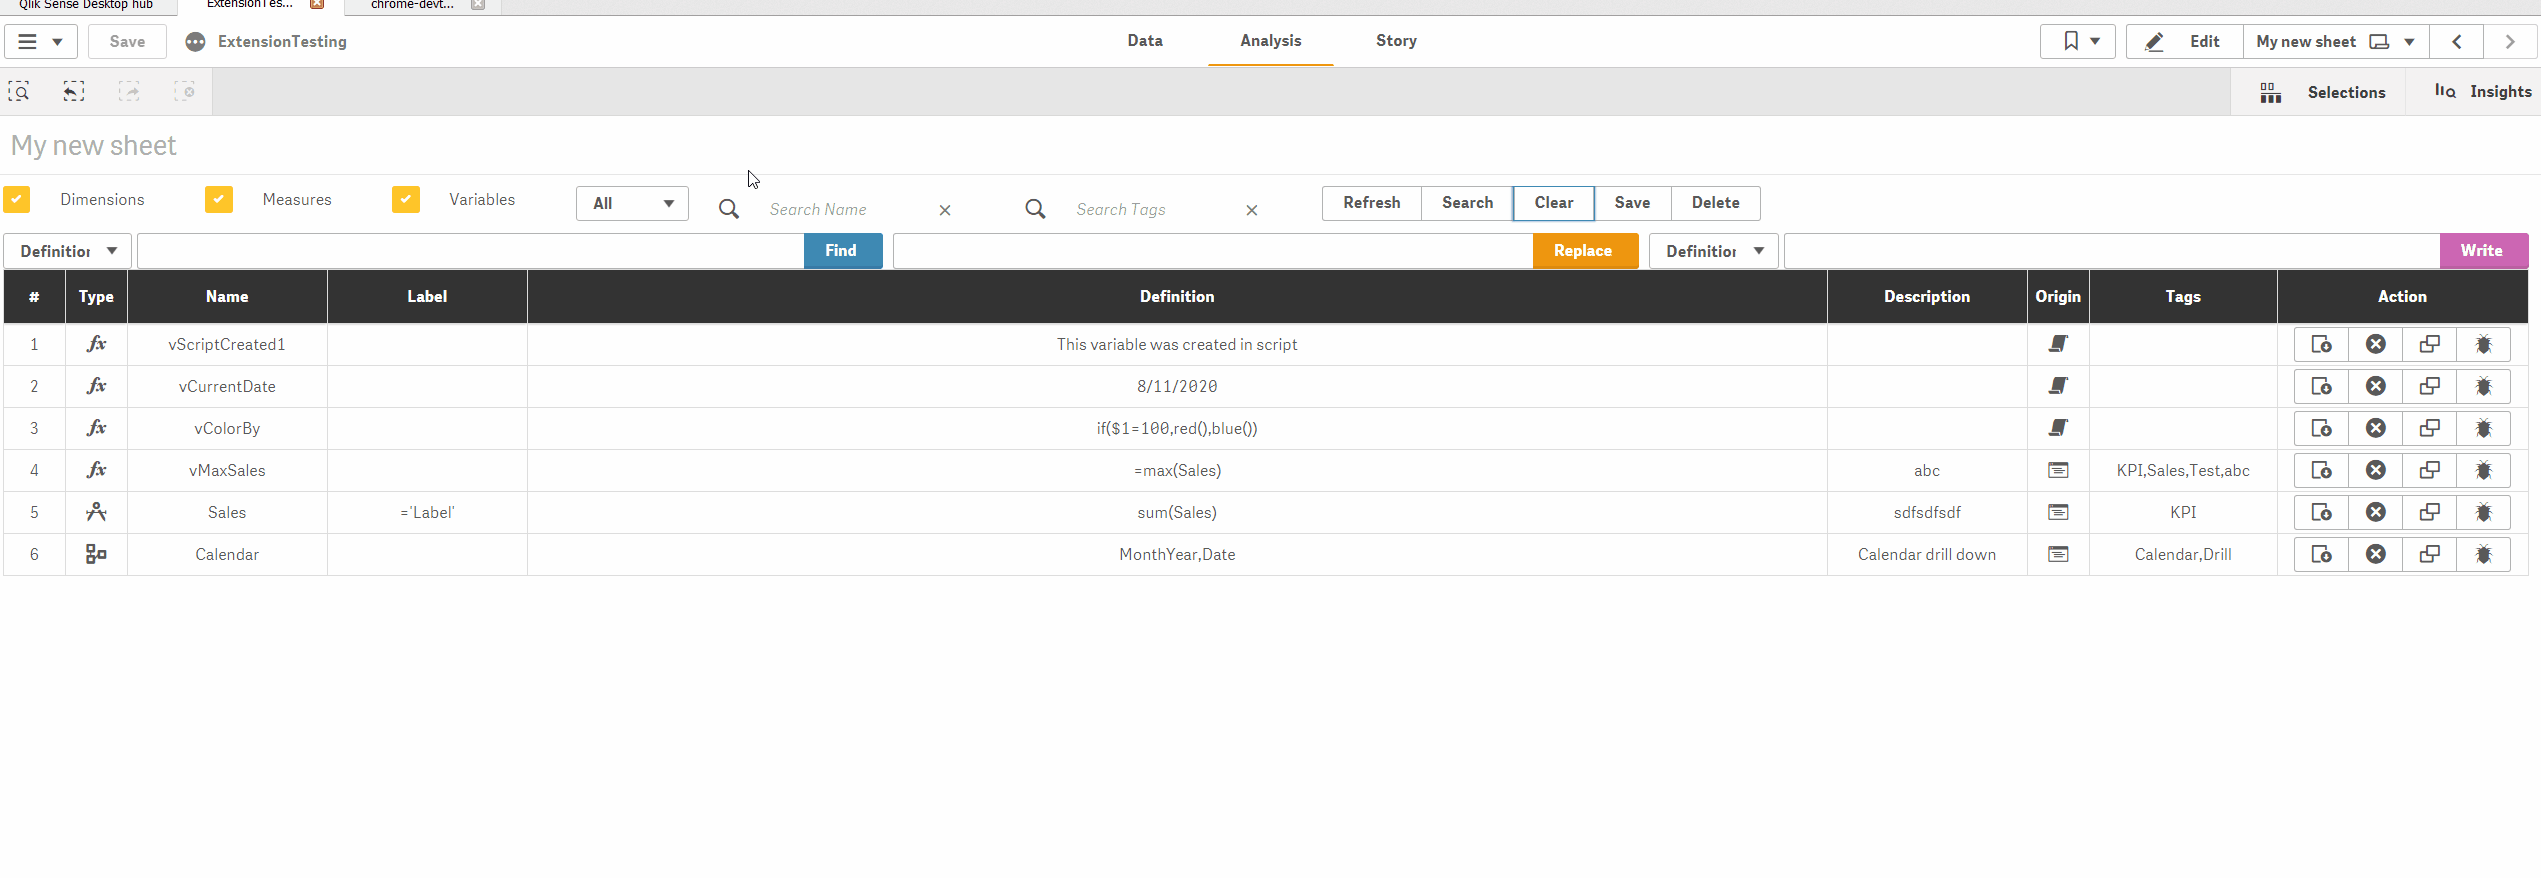 Qlik Sense Desktop hub ExtensionTes... chrome-devt...
Save ExtensionTesting Data Analysis Story Edit My new sheet
Selections Insights
My new sheet
Dimensions Measures Variables All Search Name Search Tags Refresh Search Clear Save Delete
Definition Find Replace Definition Write
# Type Name Label Definition Description Origin Tags Action
1 fx vScriptCreated1 This variable was created in script
2 fx vCurrentDate 8/11/2020
3 fx vColorBy if($1=100,red(),blue())
4 fx vMaxSales =max(Sales) abc KPI,Sales,Test,abc
5 Sales ='Label' sum(Sales) sdfsdfsdf KPI
6 Calendar MonthYear,Date Calendar drill down Calendar,Drill